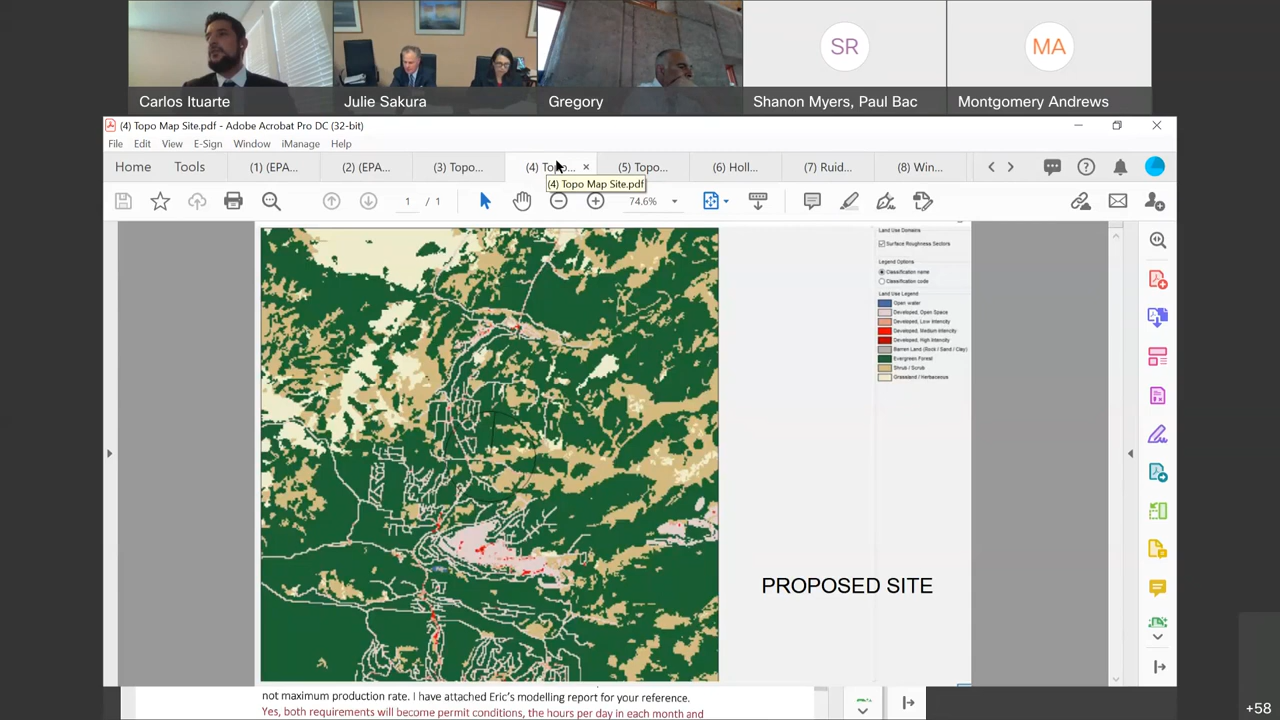 SR
MA
Carlos Ituarte
Julie Sakura
Gregory
Shanon Myers, Paul Bac
Montgomery Andrews
(4) Topo Map Site.pdf - Adobe Acrobat Pro DC (32-bit)
File Edit View E-Sign Window iManage Help
Home Tools (1) (EPA... (2) (EPA... (3) Topo... (4) Topo... × (5) Topo... (6) Holl... (7) Ruid... (8) Win...
(4) Topo Map Site.pdf
1 / 1 74.6%
Land Use Domains
Surface Roughness Sectors
Legend Options
Classification name
Classification code
Land Use Legend
Open water
Developed, Open Space
Developed, Low Intensity
Developed, Medium Intensity
Developed, High Intensity
Barren Land (Rock / Sand / Clay)
Evergreen Forest
Shrub / Scrub
Grassland / Herbaceous
PROPOSED SITE
not maximum production rate. I have attached Eric's modelling report for your reference.
Yes, both requirements will become permit conditions, the hours per day in each month and
+58